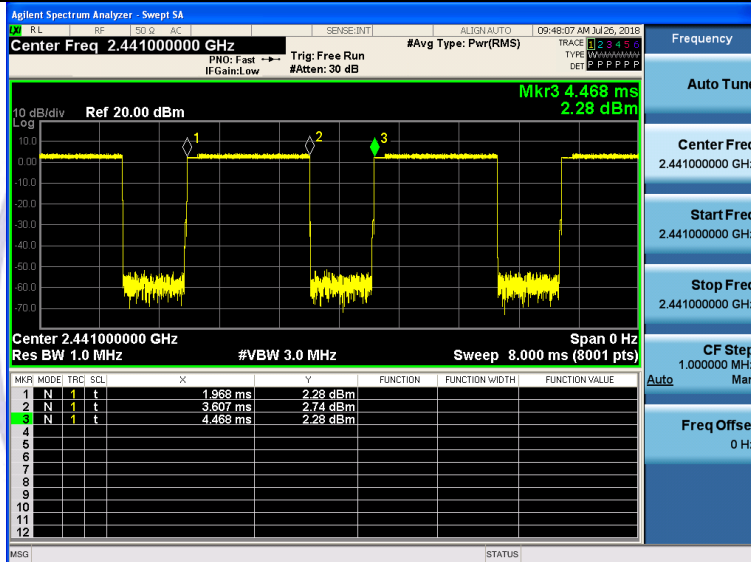 Agilent Spectrum Analyzer - Swept SA
LXI RL RF 50 Ω AC SENSE:INT ALIGN AUTO 09:48:07 AM Jul 26, 2018
Center Freq 2.441000000 GHz
#Avg Type: Pwr(RMS)
TRACE 1 2 3 4 5 6
TYPE
DET P P P P P P
PNO: Fast
IFGain:Low
Trig: Free Run
#Atten: 30 dB
Mkr3 4.468 ms
2.28 dBm
10 dB/div Ref 20.00 dBm
Log
10.0
0.00
-10.0
-20.0
-30.0
-40.0
-50.0
-60.0
-70.0
1
2
3
Center 2.441000000 GHz Span 0 Hz
Res BW 1.0 MHz #VBW 3.0 MHz Sweep 8.000 ms (8001 pts)
MKR MODE TRC SCL X Y FUNCTION FUNCTION WIDTH FUNCTION VALUE
1 N 1 t 1.968 ms 2.28 dBm
2 N 1 t 3.607 ms 2.74 dBm
3 N 1 t 4.468 ms 2.28 dBm
4
5
6
7
8
9
10
11
12
MSG STATUS
Frequency
Auto Tune
Center Freq
2.441000000 GHz
Start Freq
2.441000000 GHz
Stop Freq
2.441000000 GHz
CF Step
1.000000 MHz
Auto Man
Freq Offset
0 Hz